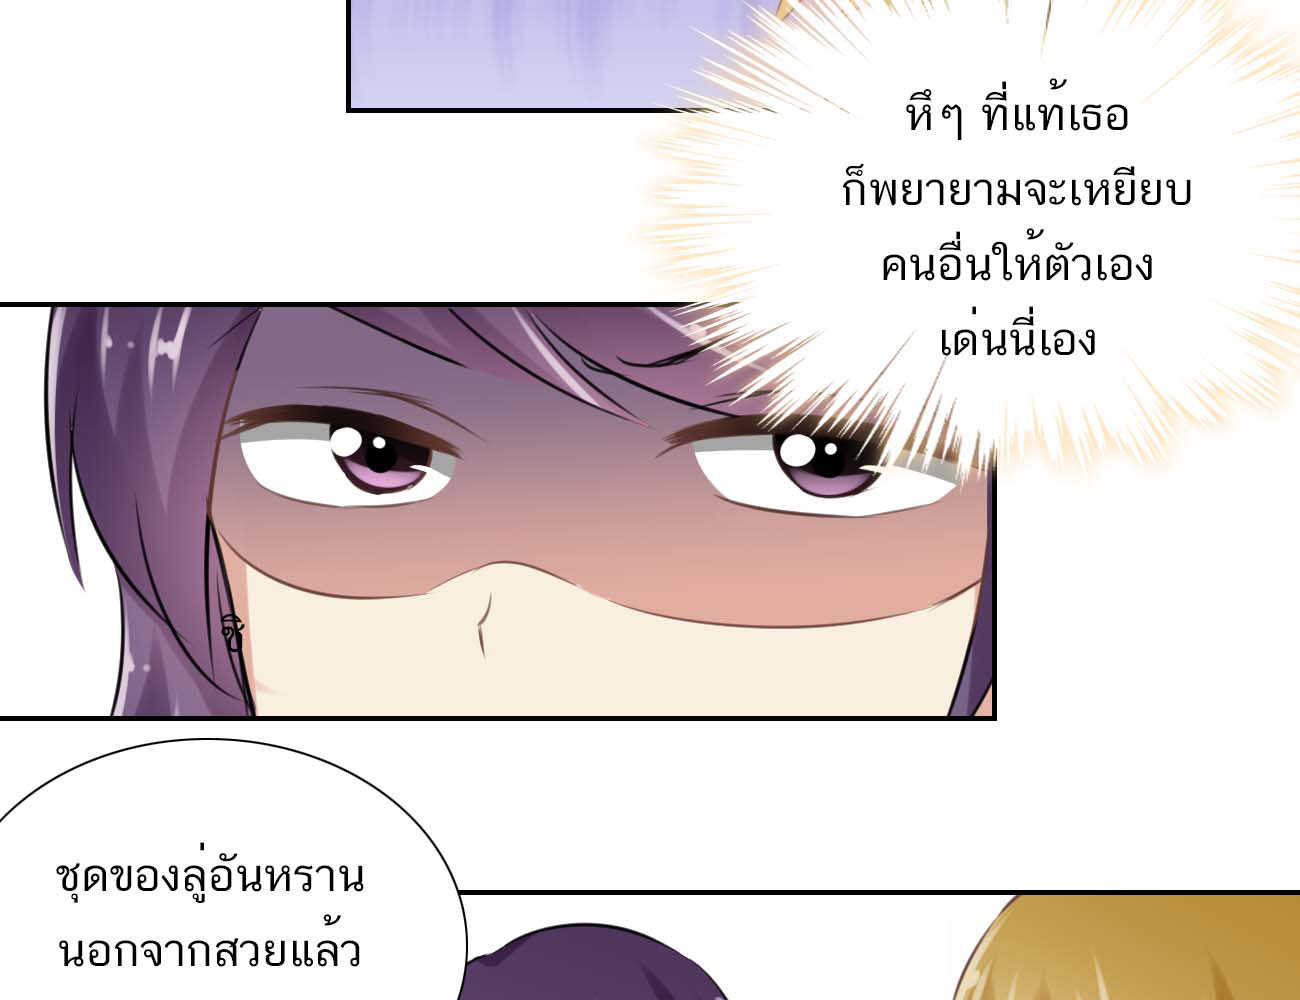 หึๆ ที่แท้เธอ
ก็พยายามจะเหยียบ
คนอื่นให้ตัวเอง
เด่นนี่เอง
ซิ
ชุดของลู่อันหราน
นอกจากสวยแล้ว